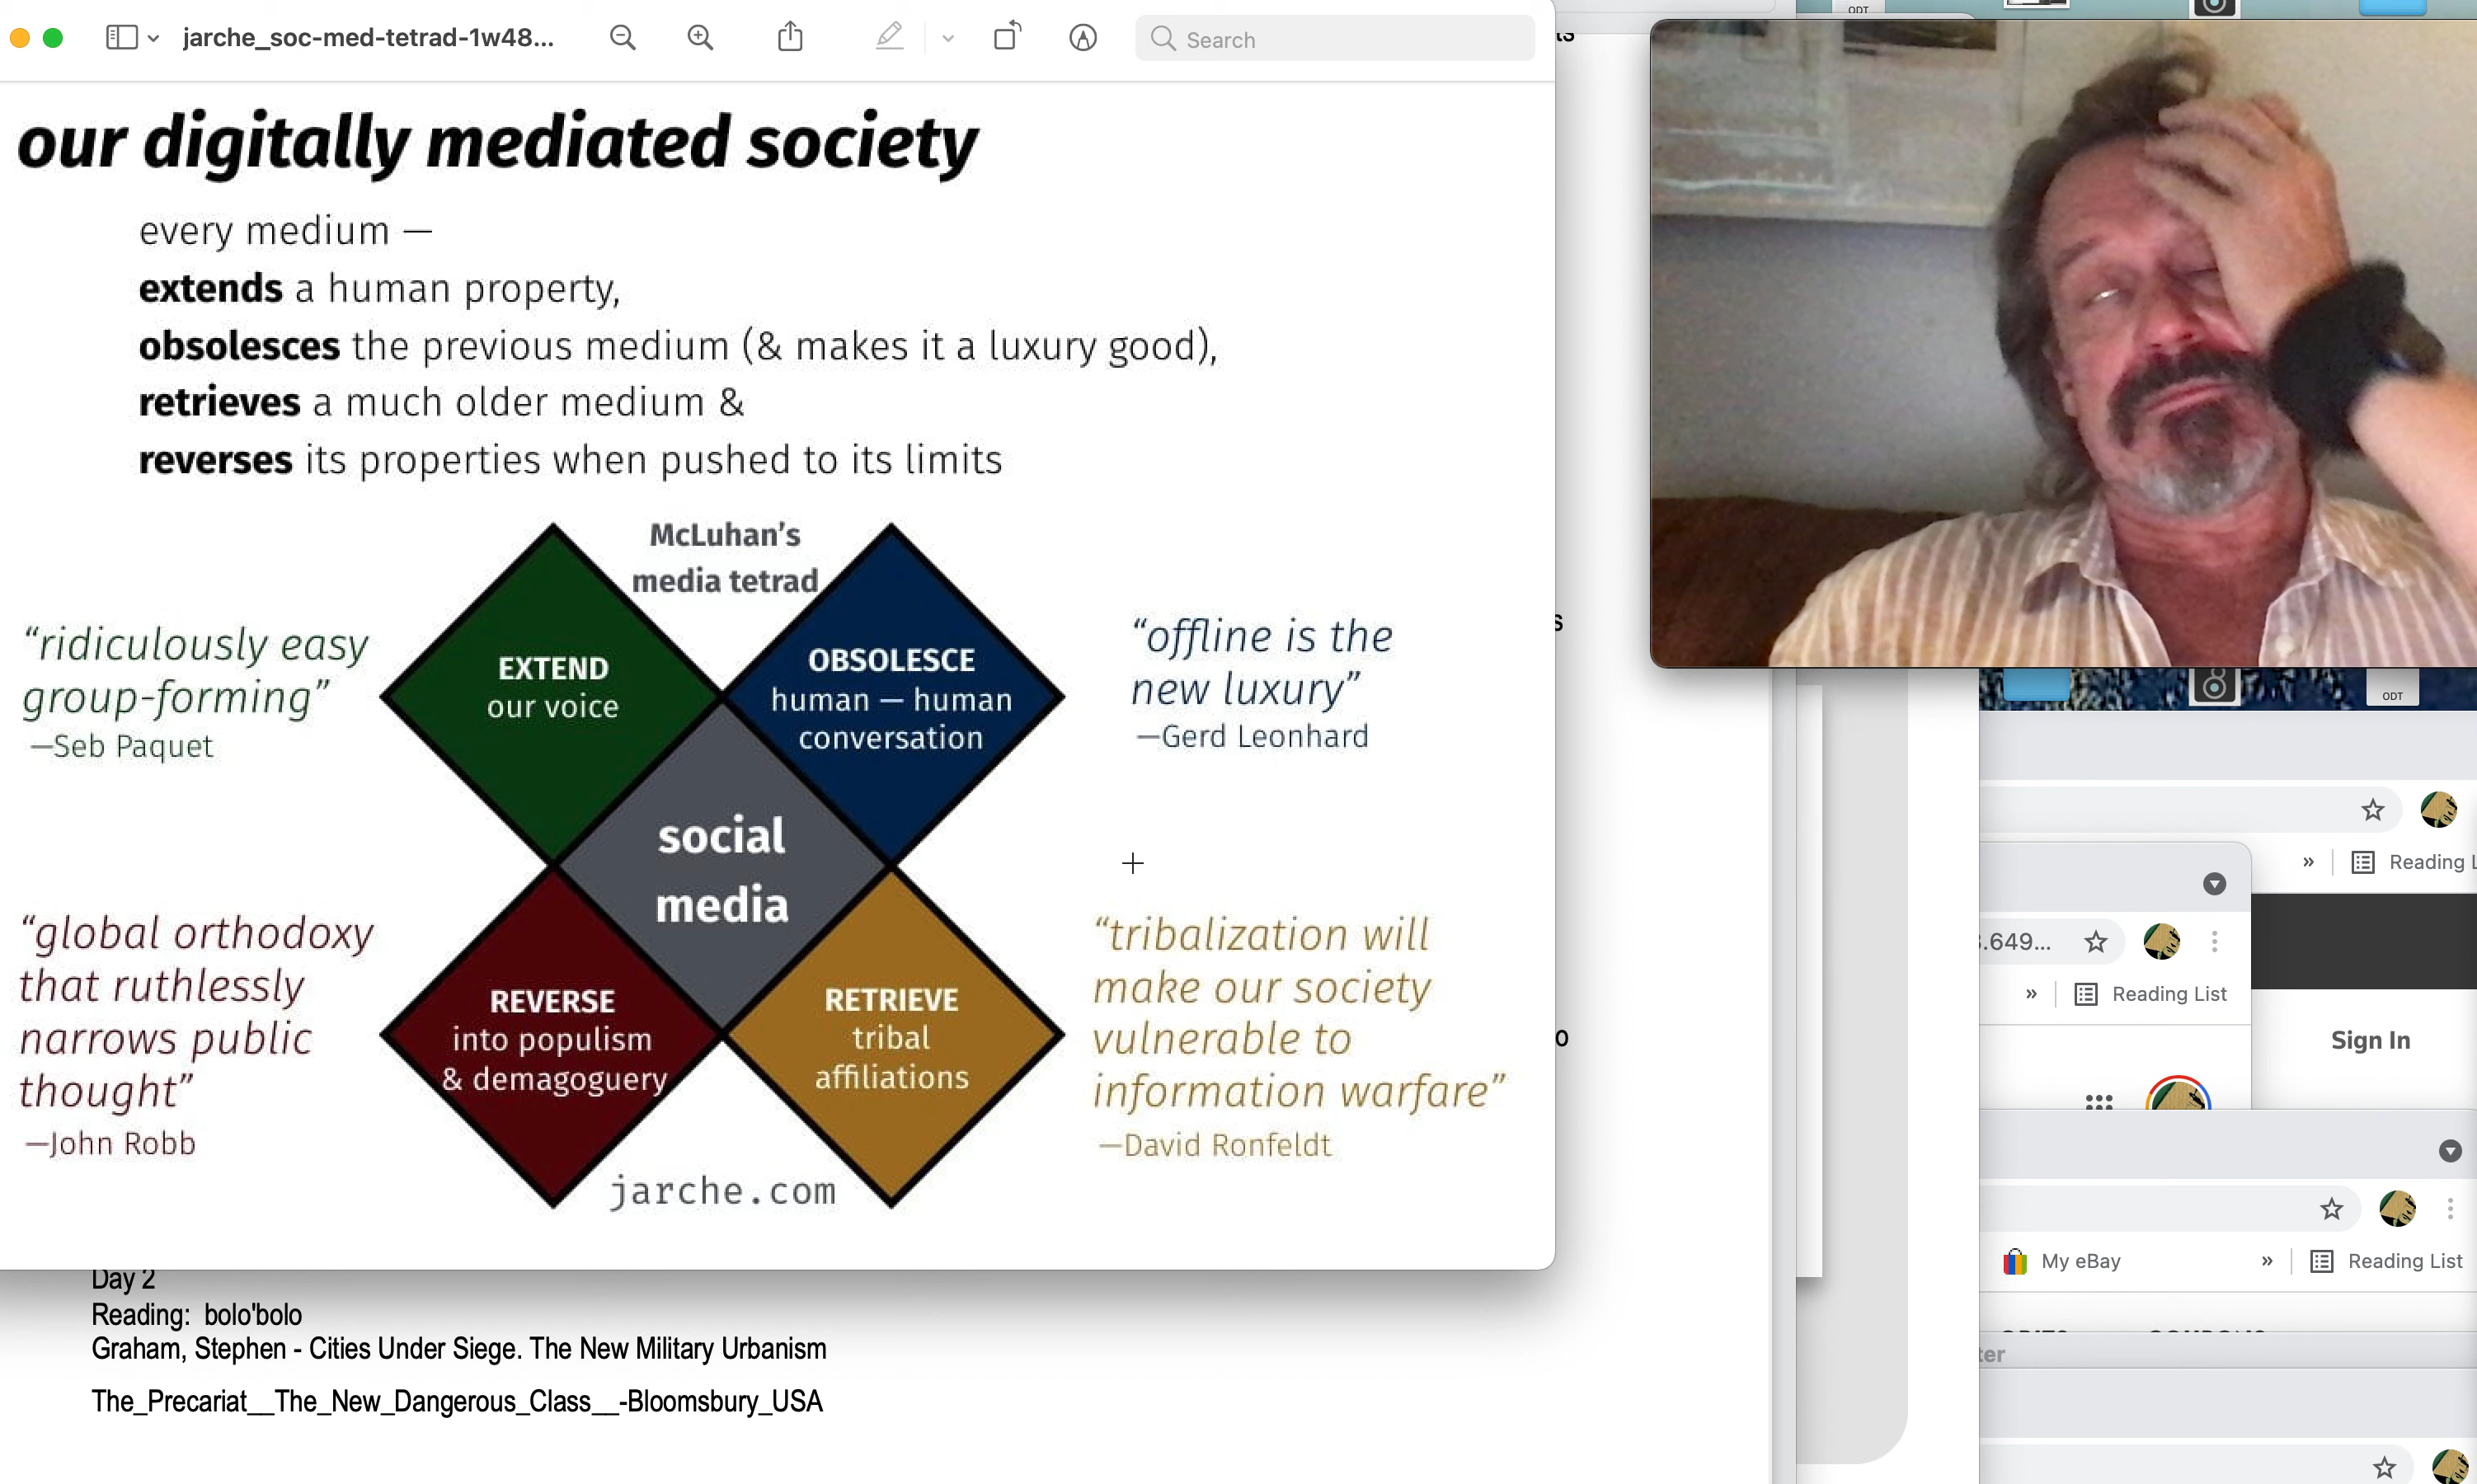 jarche_soc-med-tetrad-1w48...
Search
our digitally mediated society
every medium —
extends a human property,
obsolesces the previous medium (& makes it a luxury good),
retrieves a much older medium &
reverses its properties when pushed to its limits
McLuhan's
media tetrad
"ridiculously easy
group-forming"
—Seb Paquet
EXTEND
our voice
OBSOLESCE
human — human
conversation
"offline is the
new luxury"
—Gerd Leonhard
social
media
"global orthodoxy
that ruthlessly
narrows public
thought"
—John Robb
REVERSE
into populism
& demagoguery
RETRIEVE
tribal
affiliations
"tribalization will
make our society
vulnerable to
information warfare"
—David Ronfeldt
jarche.com
Day 2
Reading:  bolo'bolo
Graham, Stephen - Cities Under Siege. The New Military Urbanism
The_Precariat__The_New_Dangerous_Class__-Bloomsbury_USA
ODT
ts
s
o
ODT
» Reading L
.649...
» Reading List
Sign In
My eBay » Reading List
ter